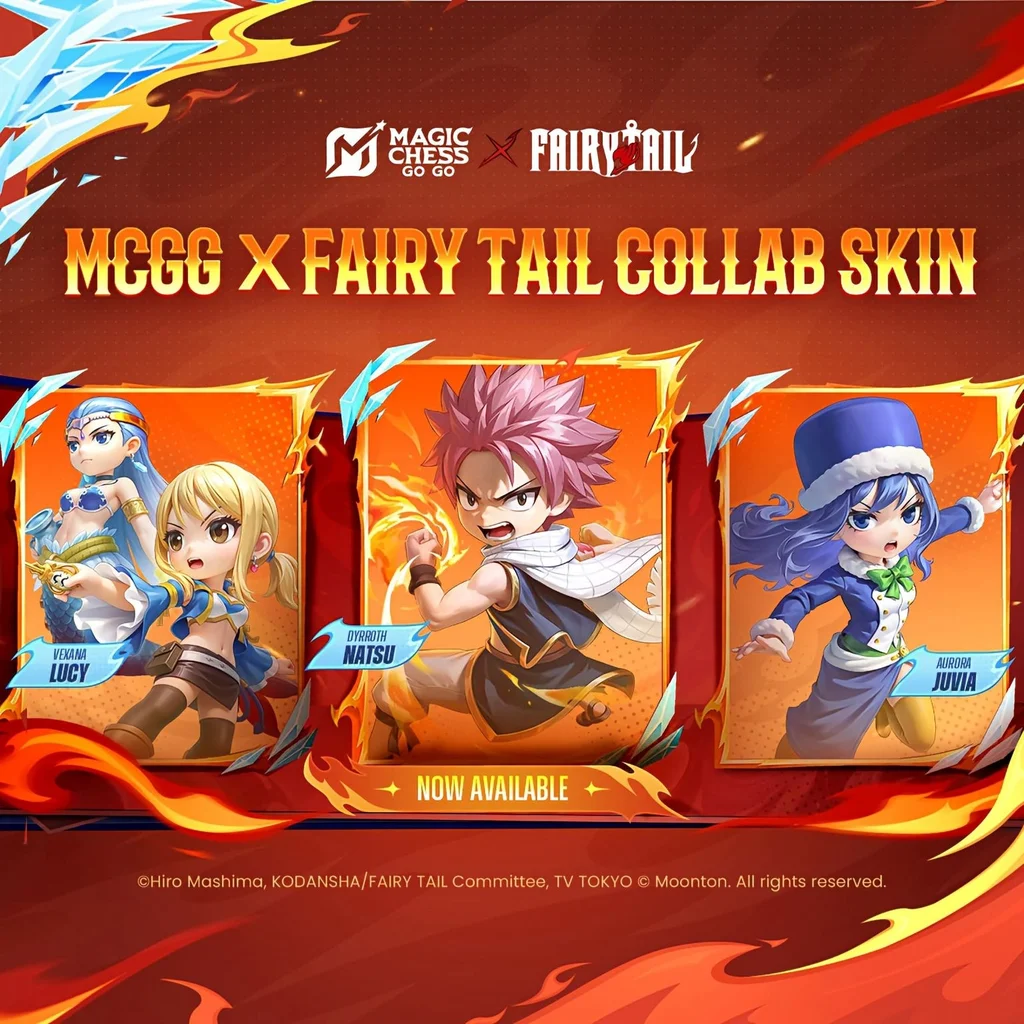 MAGIC
CHESS
GO GO
FAIRY TAIL
MCGG X FAIRY TAIL COLLAB SKIN
VEXANA
LUCY
DYRROTH
NATSU
AURORA
JUVIA
NOW AVAILABLE
©Hiro Mashima, KODANSHA/FAIRY TAIL Committee, TV TOKYO © Moonton. All rights reserved.